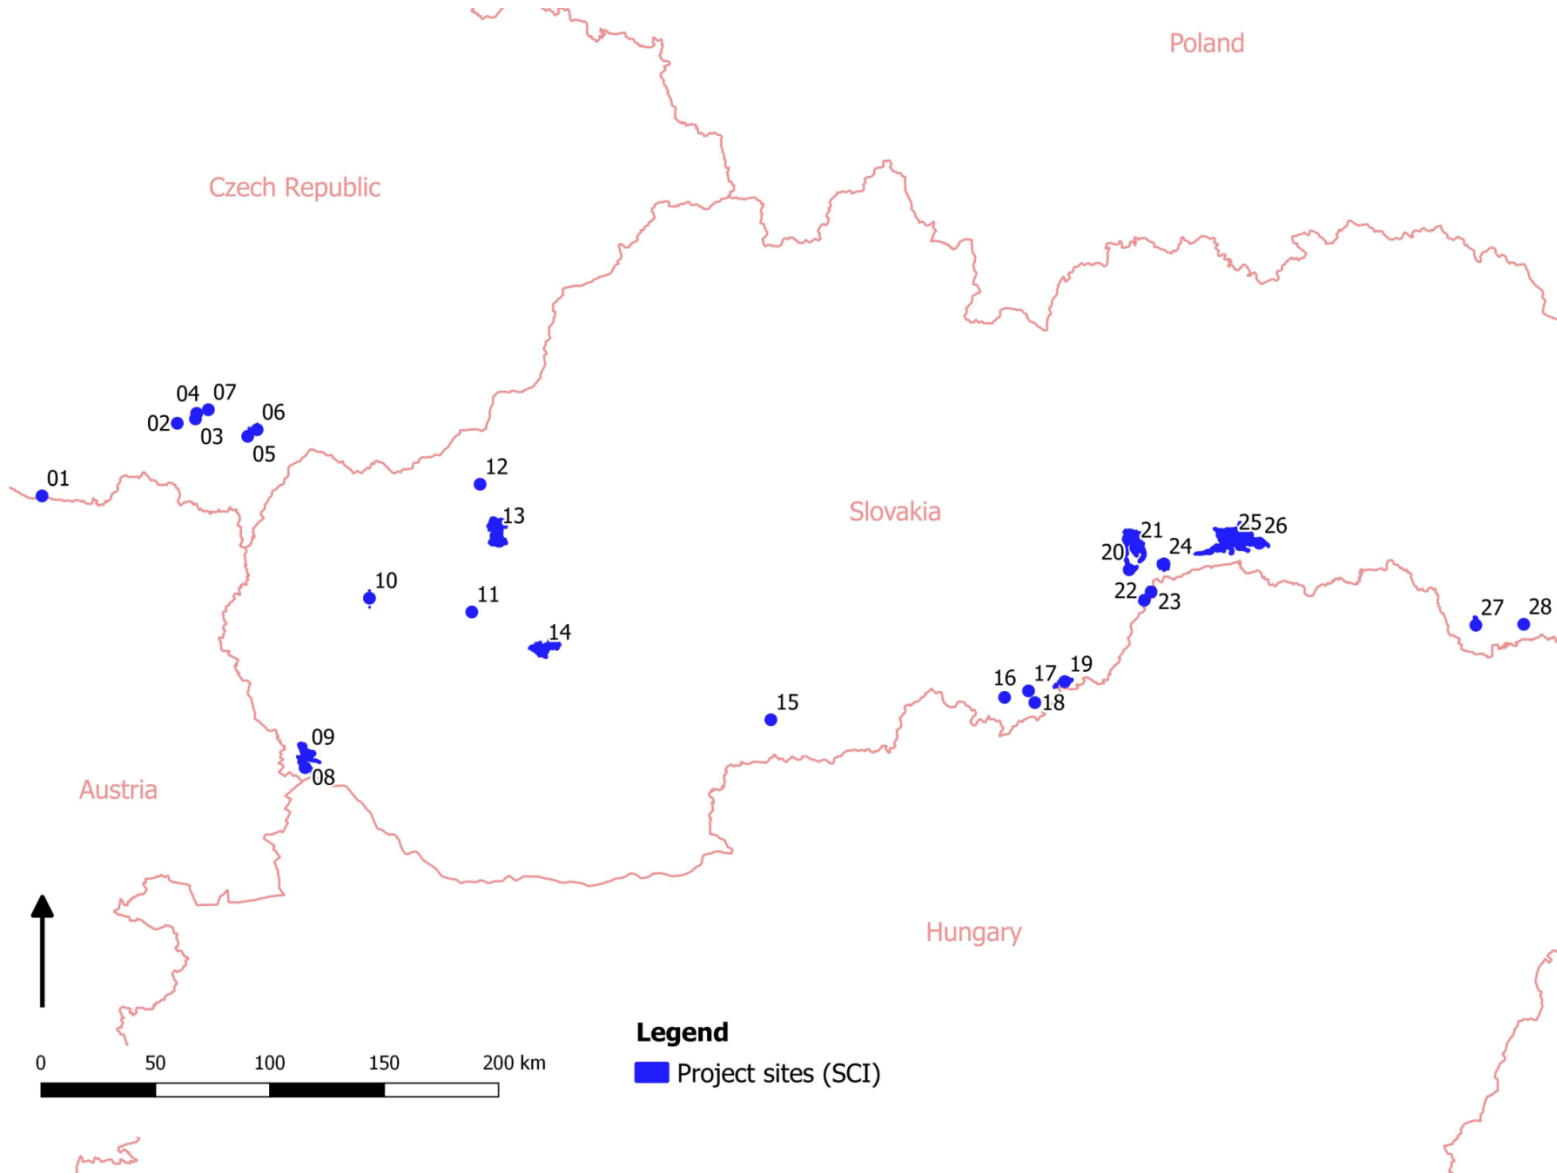 Poland
Czech Republic
04 07
02 03 06
05
01
12
13
Slovakia
21 25 26
20 24
10
11
22 23
27 28
14
19
16 17
18
15
09
08
Austria
Hungary
Legend
0 50 100 150 200 km
Project sites (SCI)